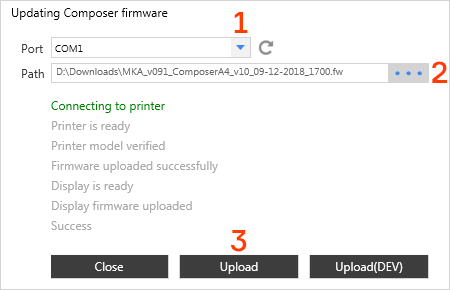 Updating Composer firmware
1
Port COM1
Path D:\Downloads\MKA_v091_ComposerA4_v10_09-12-2018_1700.fw ... 2
Connecting to printer
Printer is ready
Printer model verified
Firmware uploaded successfully
Display is ready
Display firmware uploaded
Success
3
Close Upload Upload(DEV)